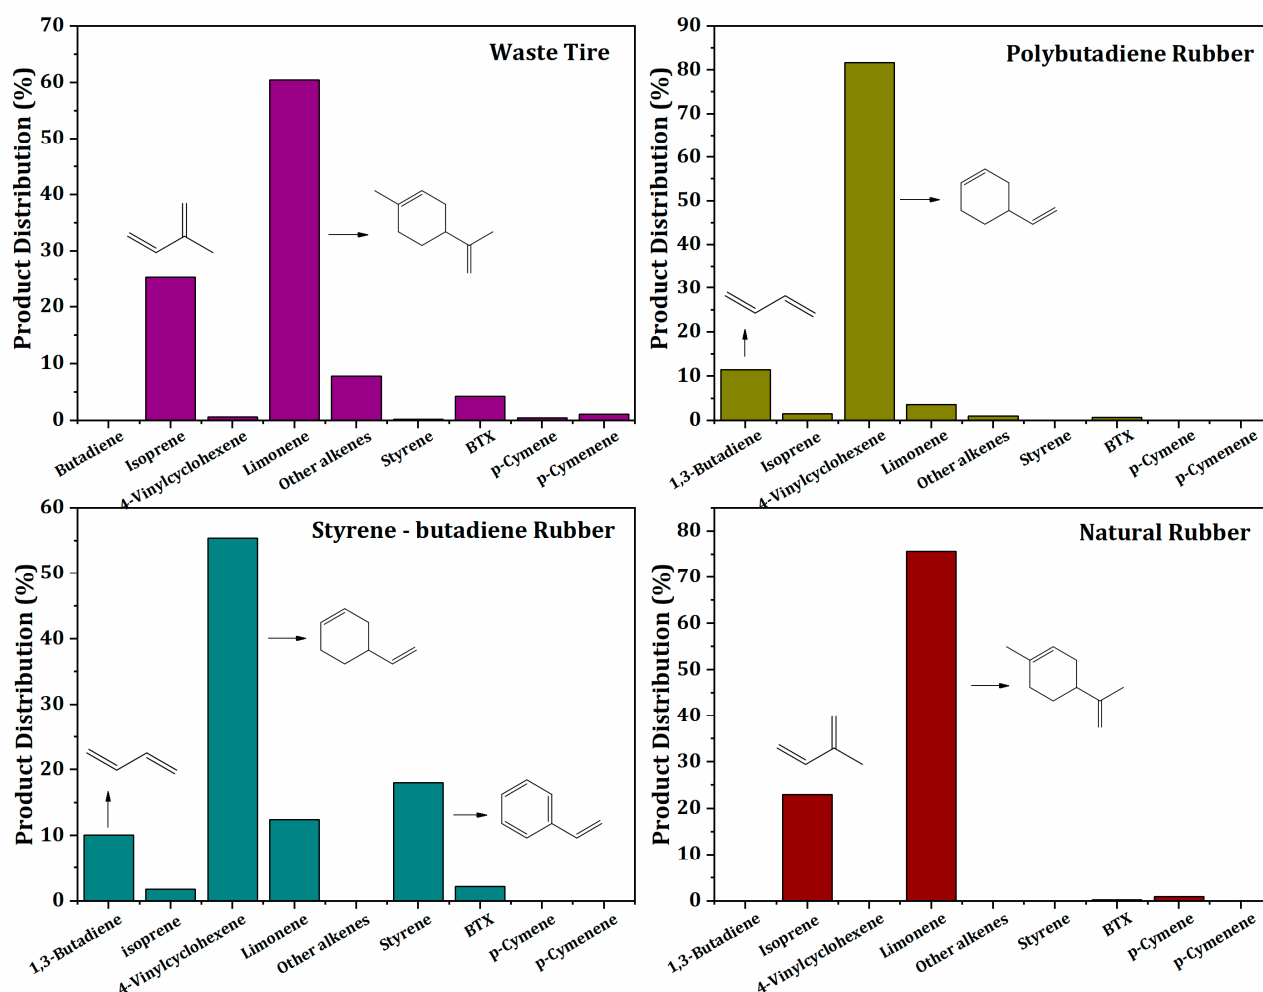 Waste Tire
Product Distribution (%)
70
60
50
40
30
20
10
0
Butadiene
Isoprene
4-Vinylcyclohexene
Limonene
Other alkenes
Styrene
BTX
p-Cymene
p-Cymenene
Polybutadiene Rubber
Product Distribution (%)
90
80
70
60
50
40
30
20
10
0
1,3-Butadiene
Isoprene
4-Vinylcyclohexene
Limonene
Other alkenes
Styrene
BTX
p-Cymene
p-Cymenene
Styrene - butadiene Rubber
Product Distribution (%)
60
50
40
30
20
10
0
1,3-Butadiene
isoprene
4-Vinylcyclohexene
Limonene
Other alkenes
Styrene
BTX
p-Cymene
p-Cymenene
Natural Rubber
Product Distribution (%)
80
70
60
50
40
30
20
10
0
1,3-Butadiene
Isoprene
4-Vinylcyclohexene
Limonene
Other alkenes
Styrene
BTX
p-Cymene
p-Cymenene